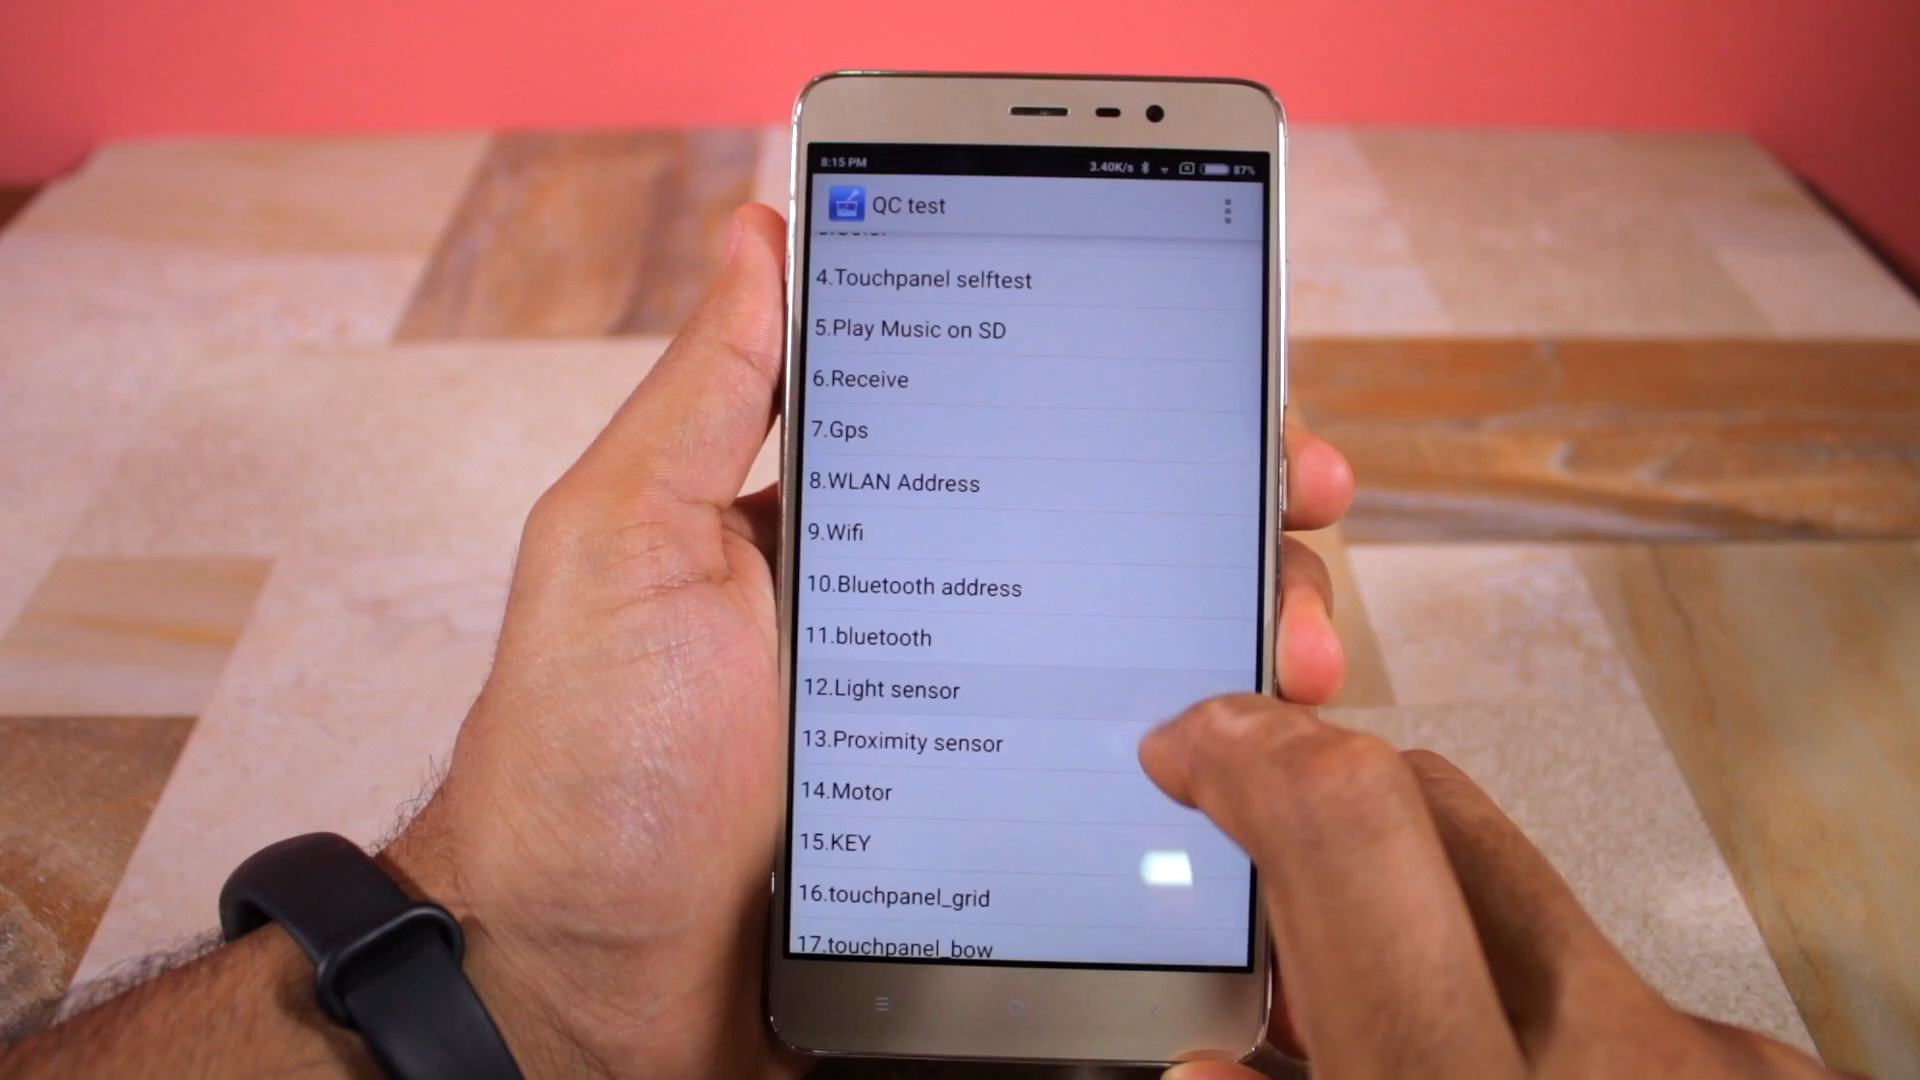 8:15 PM 3.40K/s 87%
QC test
4.Touchpanel selftest
5.Play Music on SD
6.Receive
7.Gps
8.WLAN Address
9.Wifi
10.Bluetooth address
11.bluetooth
12.Light sensor
13.Proximity sensor
14.Motor
15.KEY
16.touchpanel_grid
17.touchpanel_bow